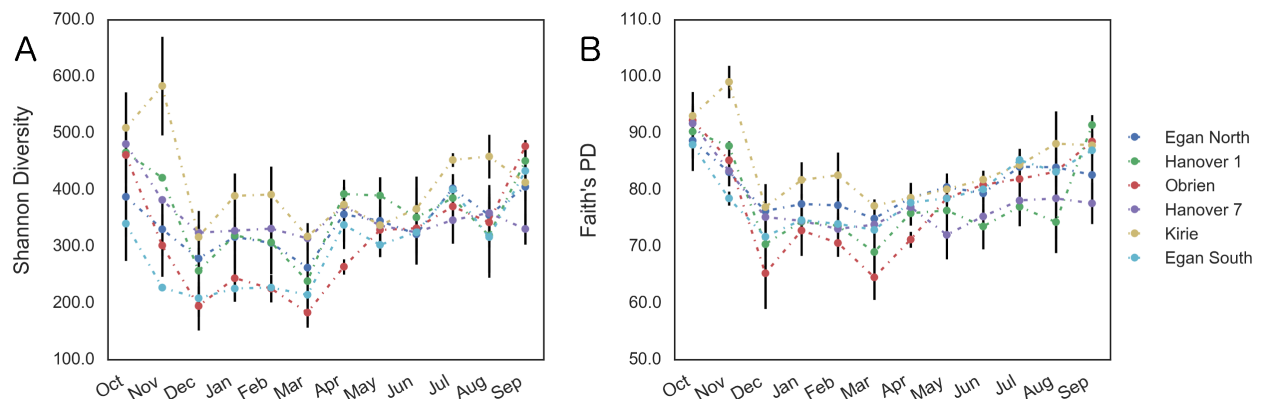 A
Shannon Diversity
700.0
600.0
500.0
400.0
300.0
200.0
100.0
Oct Nov Dec Jan Feb Mar Apr May Jun Jul Aug Sep
B
Faith's PD
110.0
100.0
90.0
80.0
70.0
60.0
50.0
Oct Nov Dec Jan Feb Mar Apr May Jun Jul Aug Sep
Egan North
Hanover 1
Obrien
Hanover 7
Kirie
Egan South